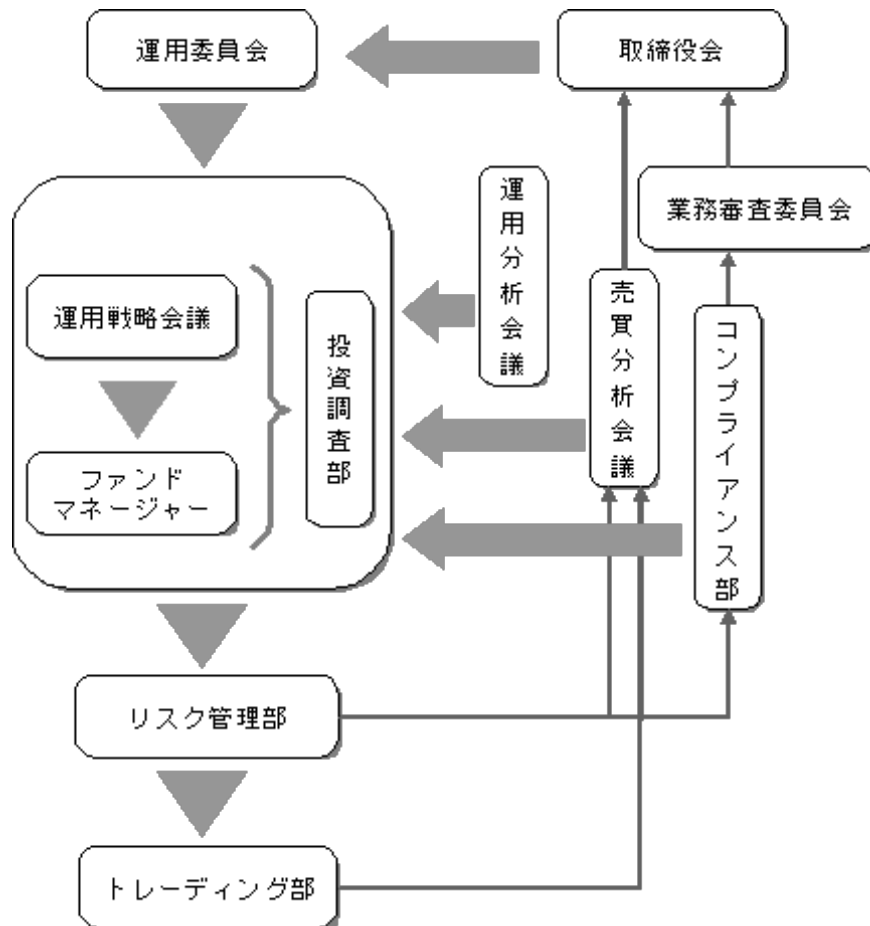 運用委員会
取締役会
運用分析会議
業務審査委員会
運用戦略会議
投資調査部
売買分析会議
コンプライアンス部
ファンド
マネージャー
リスク管理部
トレーディング部